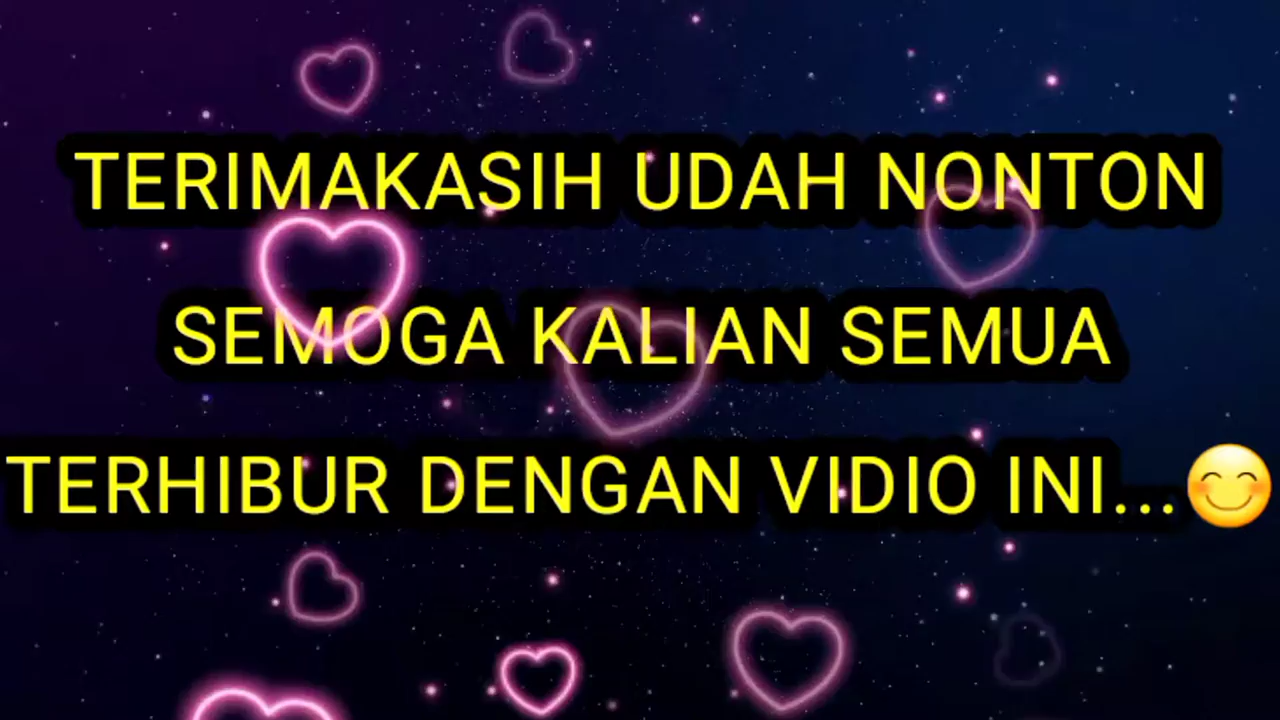 TERIMAKASIH UDAH NONTON
SEMOGA KALIAN SEMUA
TERHIBUR DENGAN VIDIO INI...😊